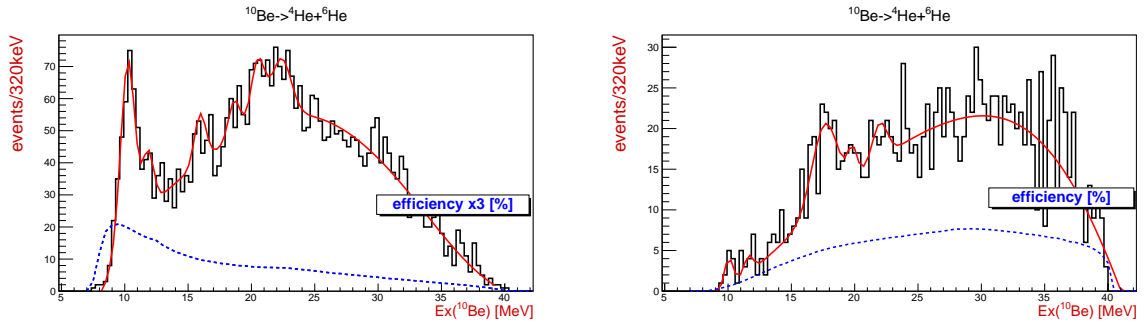 ¹⁰Be->⁴He+⁶He
events/320keV
70
60
50
40
30
20
10
0
efficiency x3 [%]
5 10 15 20 25 30 35 40
Ex(¹⁰Be) [MeV]
¹⁰Be->⁴He+⁶He
events/320keV
30
25
20
15
10
5
0
efficiency [%]
5 10 15 20 25 30 35 40
Ex(¹⁰Be) [MeV]